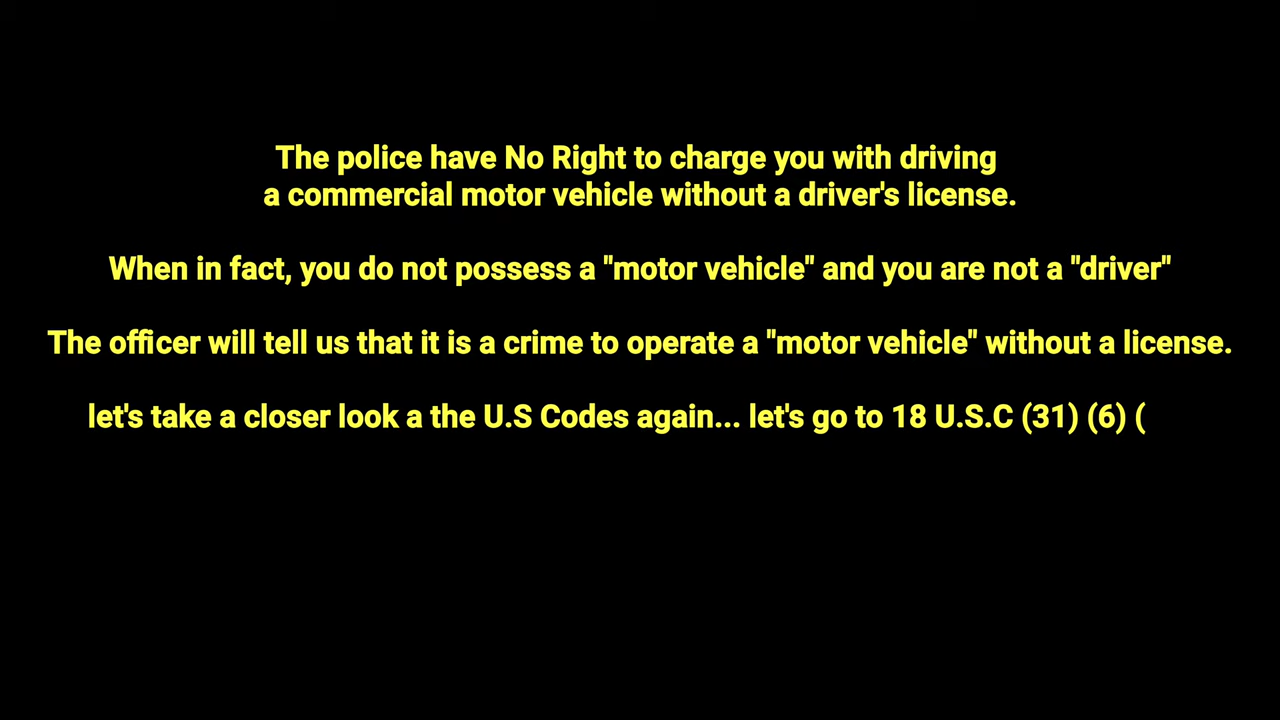 The police have No Right to charge you with driving
a commercial motor vehicle without a driver's license.
When in fact, you do not possess a "motor vehicle" and you are not a "driver"
The officer will tell us that it is a crime to operate a "motor vehicle" without a license.
let's take a closer look a the U.S Codes again... let's go to 18 U.S.C (31) (6) (